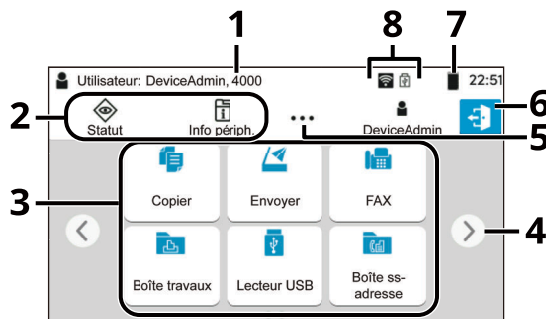 1
8
7
Utilisateur: DeviceAdmin, 4000
22:51
2
Statut
Info périph.
DeviceAdmin
6
5
3
Copier
Envoyer
FAX
4
Boîte travaux
Lecteur USB
Boîte ss-
adresse